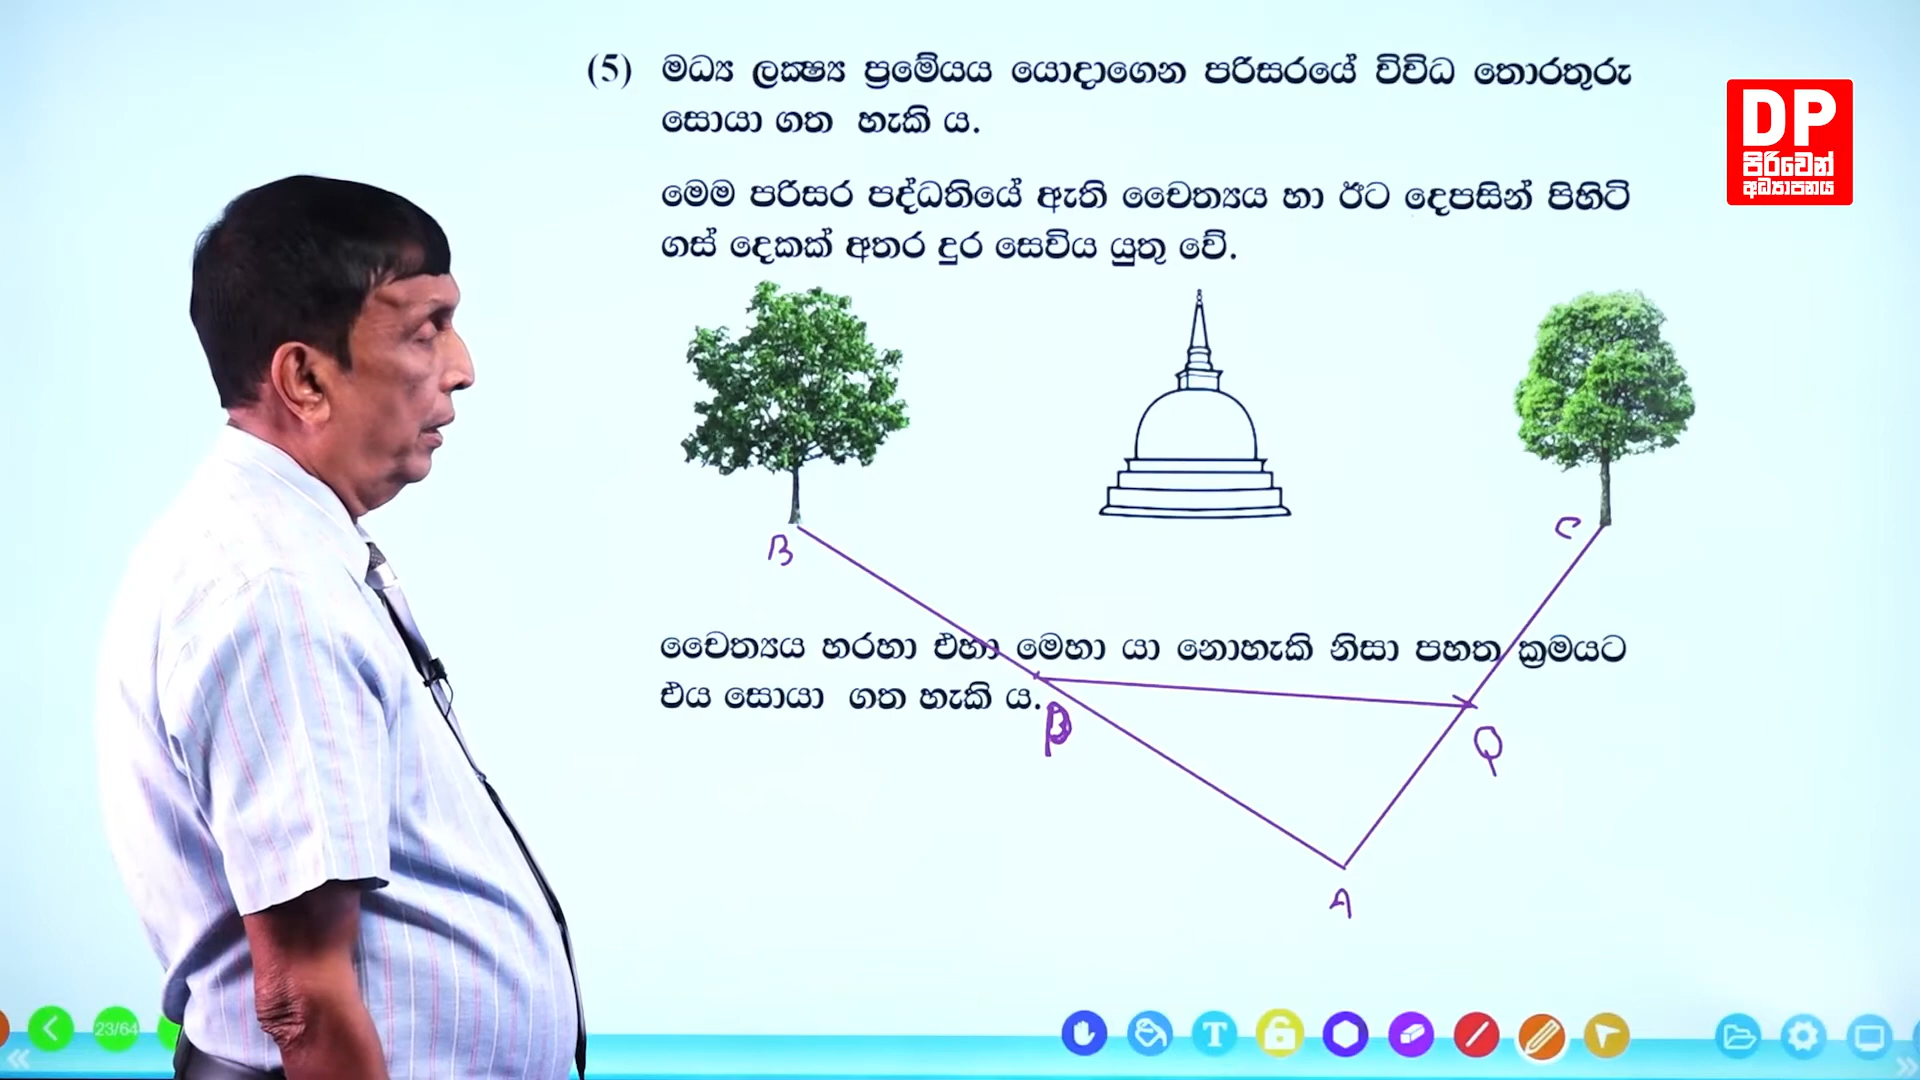 (5) මධ්‍ය ලක්ෂ්‍ය ප්‍රමේයය යොදාගෙන පරිසරයේ විවිධ තොරතුරු
සොයා ගත හැකි ය.
DP
පිරිවෙන්
අධ්‍යාපනය
මෙම පරිසර පද්ධතියේ ඇති චෛත්‍යය හා ඊට දෙපසින් පිහිටි
ගස් දෙකක් අතර දුර සෙවිය යුතු වේ.
B
C
චෛත්‍යය හරහා එහා මෙහා යා නොහැකි නිසා පහත ක්‍රමයට
එය සොයා ගත හැකි ය.
P
Q
A
23/64
T